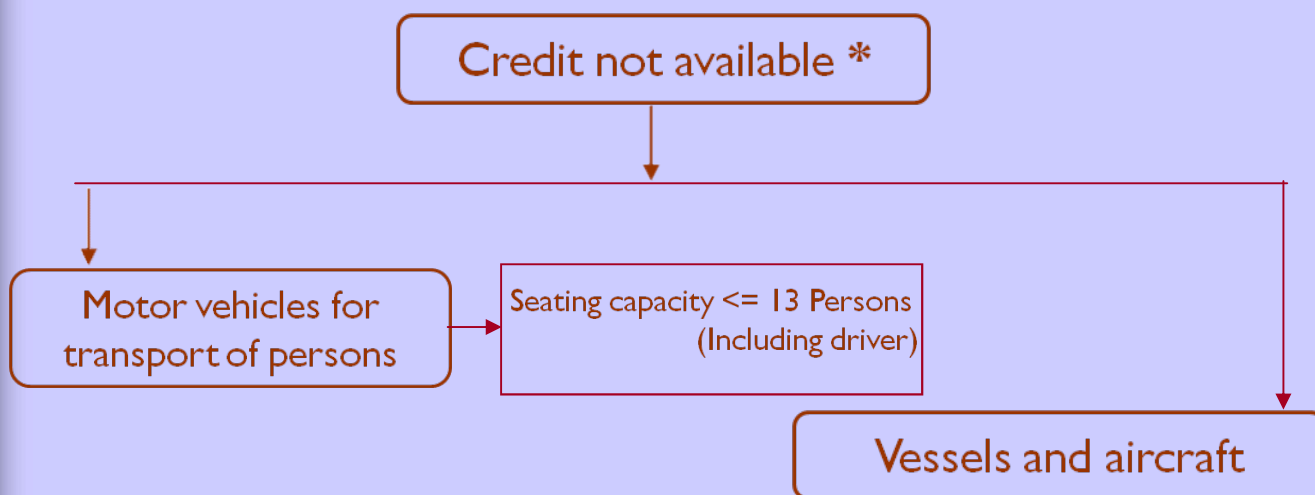 Credit not available *
Motor vehicles for
transport of persons
Seating capacity <= 13 Persons
(Including driver)
Vessels and aircraft